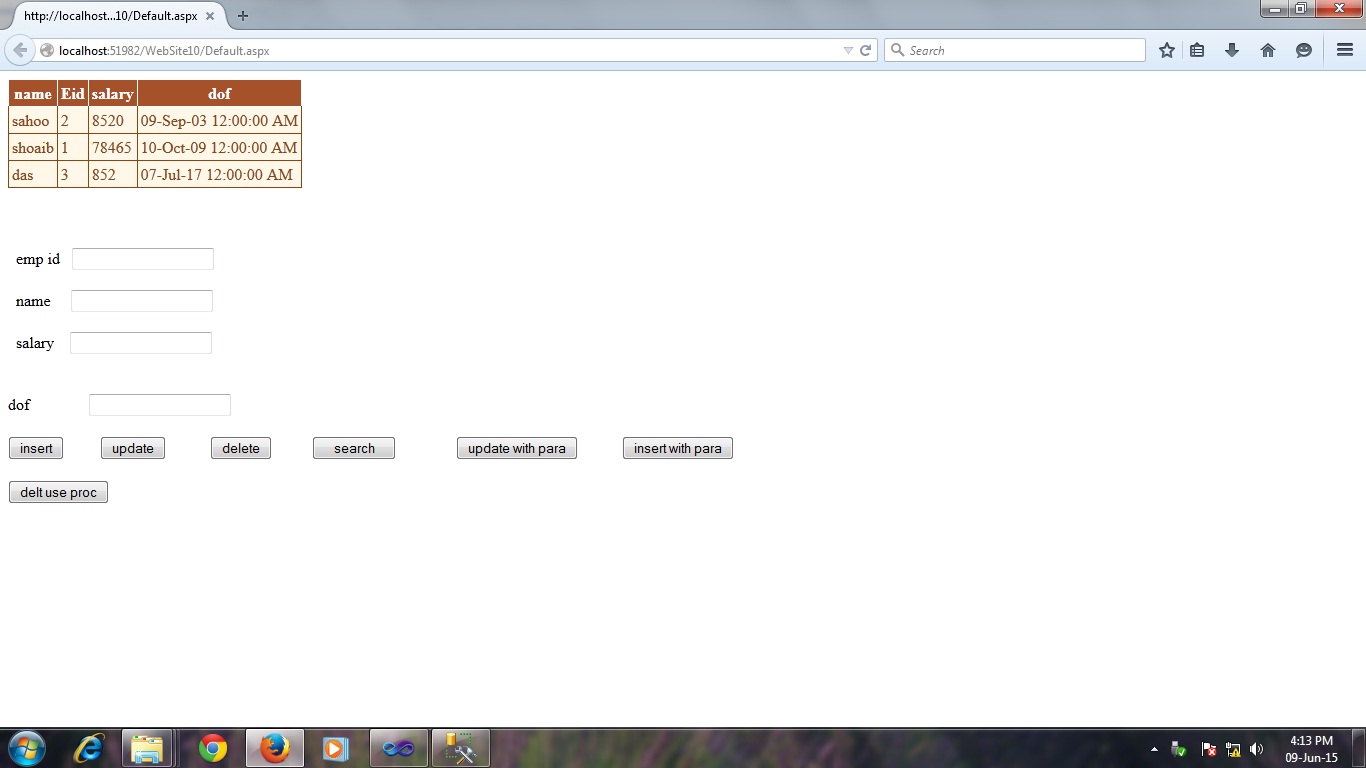 http://localhost...10/Default.aspx
localhost:51982/WebSite10/Default.aspx Search
name Eid salary dof
sahoo 2 8520 09-Sep-03 12:00:00 AM
shoaib 1 78465 10-Oct-09 12:00:00 AM
das 3 852 07-Jul-17 12:00:00 AM
emp id
name
salary
dof
insert update delete search update with para insert with para
delt use proc
4:13 PM
09-Jun-15